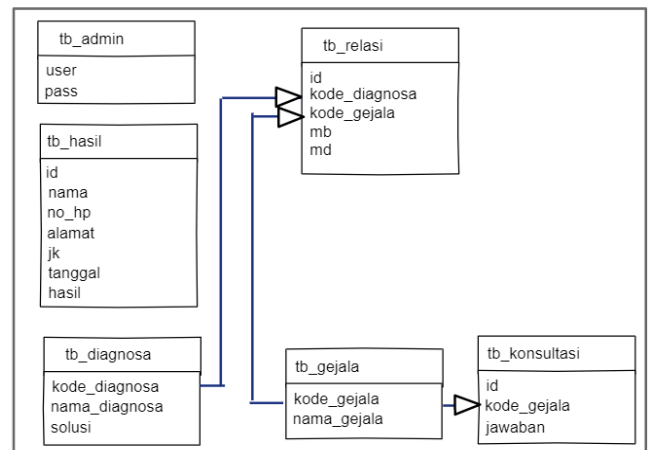 tb_admin
user
pass
tb_relasi
id
kode_diagnosa
kode_gejala
mb
md
tb_hasil
id
nama
no_hp
alamat
jk
tanggal
hasil
tb_diagnosa
kode_diagnosa
nama_diagnosa
solusi
tb_gejala
kode_gejala
nama_gejala
tb_konsultasi
id
kode_gejala
jawaban